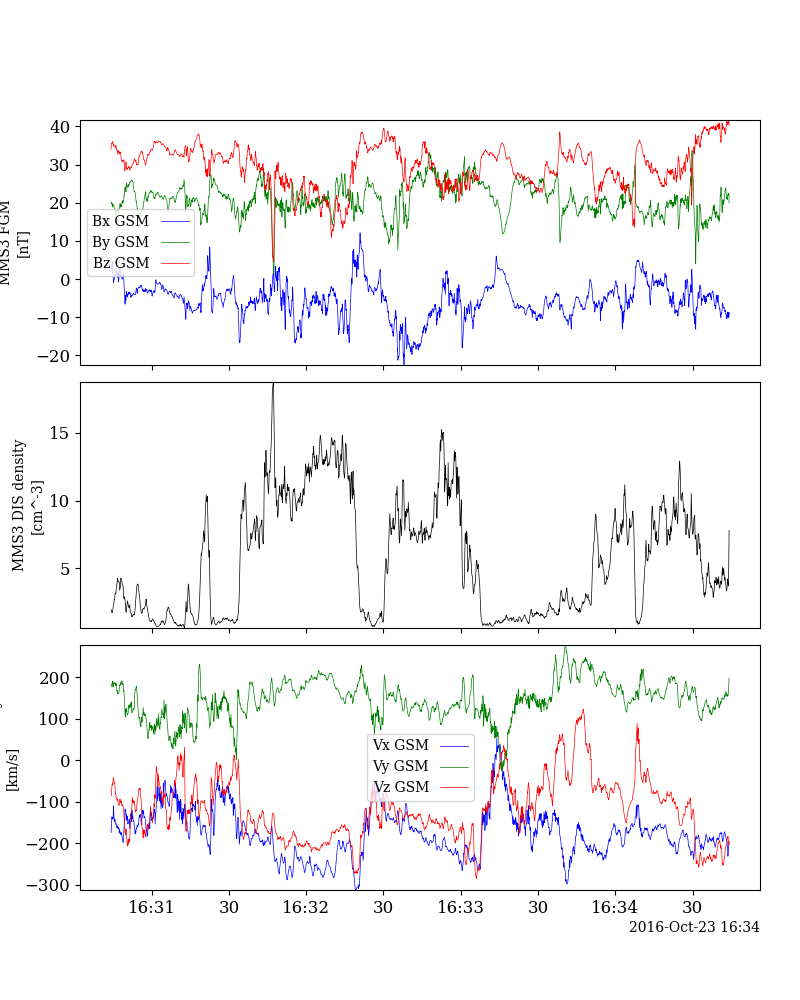 40
30
20
10
0
−10
−20
MMS3 FGM
[nT]
Bx GSM
By GSM
Bz GSM
15
10
5
MMS3 DIS density
[cm^-3]
200
100
0
−100
−200
−300
[km/s]
Vx GSM
Vy GSM
Vz GSM
16:31 30 16:32 30 16:33 30 16:34 30
2016-Oct-23 16:34